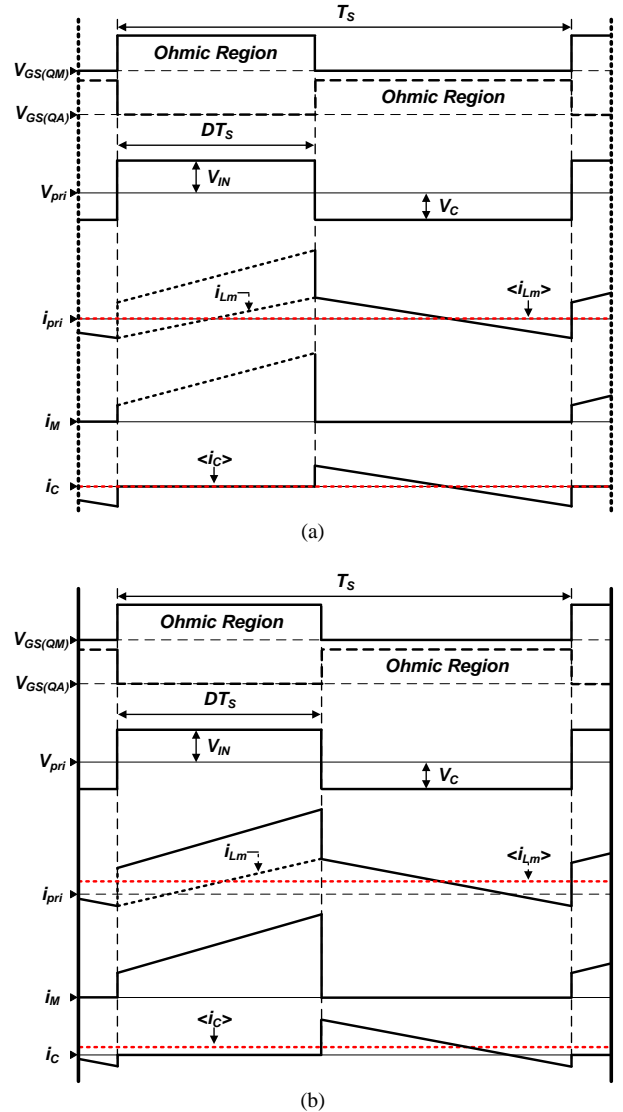 T_S
Ohmic Region
V_GS(QM)
Ohmic Region
V_GS(QA)
DT_S
V_IN
V_pri
V_C
i_Lm
<i_Lm>
i_pri
i_M
<i_C>
i_C
(a)
T_S
Ohmic Region
V_GS(QM)
Ohmic Region
V_GS(QA)
DT_S
V_IN
V_pri
V_C
i_Lm
<i_Lm>
i_pri
i_M
<i_C>
i_C
(b)